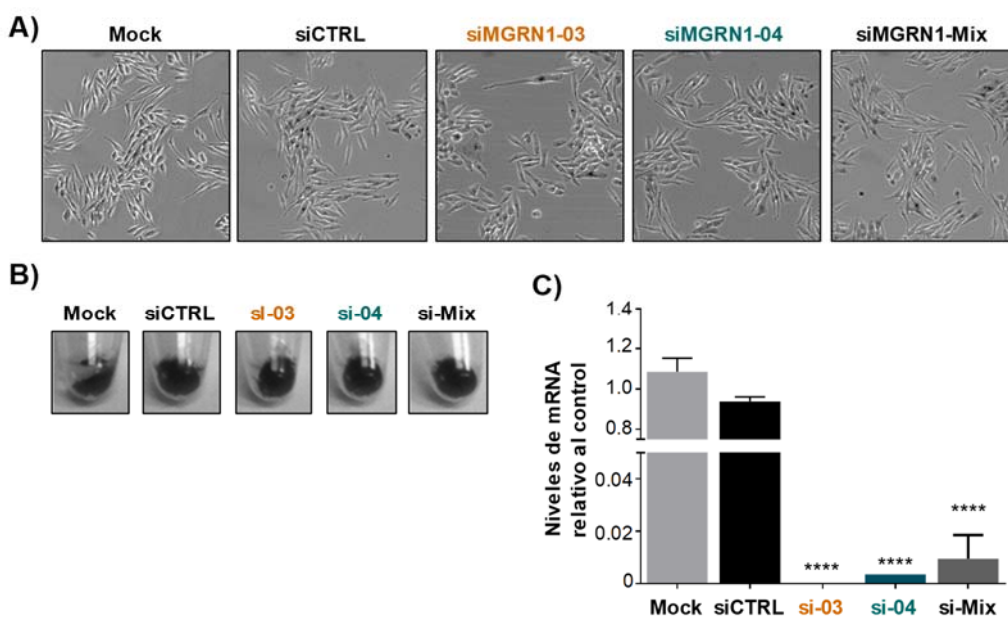 A)
Mock siCTRL siMGRN1-03 siMGRN1-04 siMGRN1-Mix
B)
Mock siCTRL sI-03 si-04 si-Mix
C)
Niveles de mRNA
relativo al control
1.4
1.2
1.0
0.8
0.04
0.02
0
**** **** ****
Mock siCTRL si-03 si-04 si-Mix